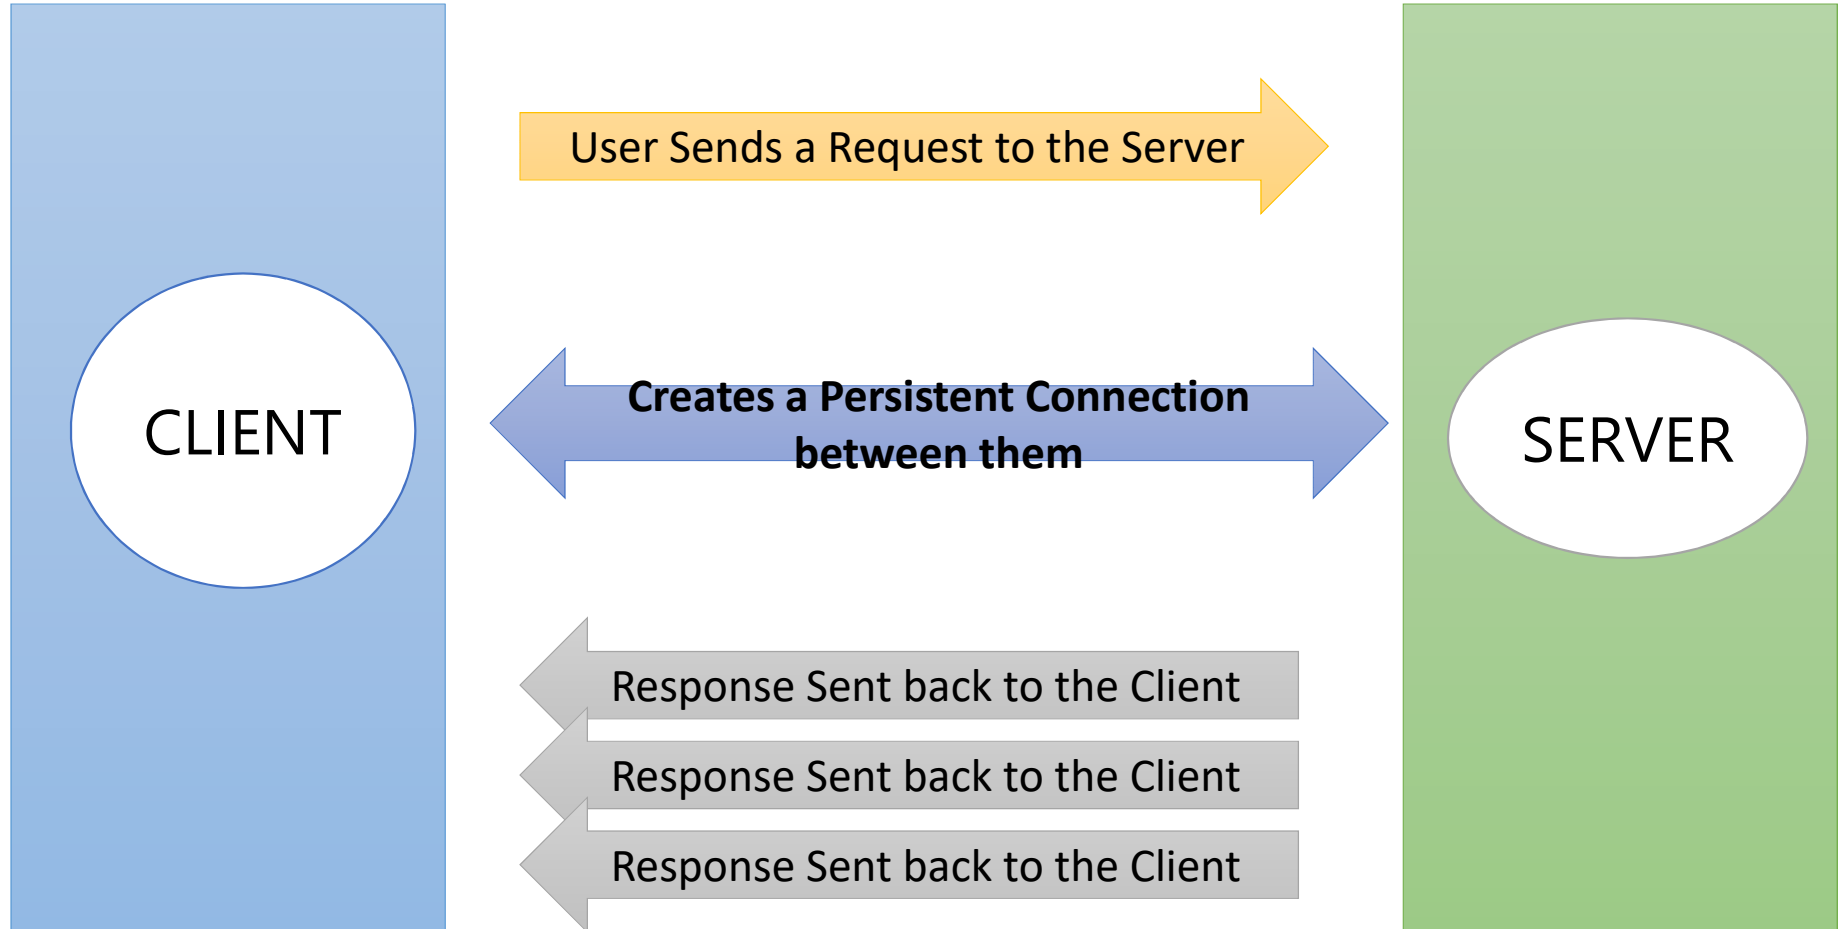 User Sends a Request to the Server
CLIENT
Creates a Persistent Connection
between them
SERVER
Response Sent back to the Client
Response Sent back to the Client
Response Sent back to the Client